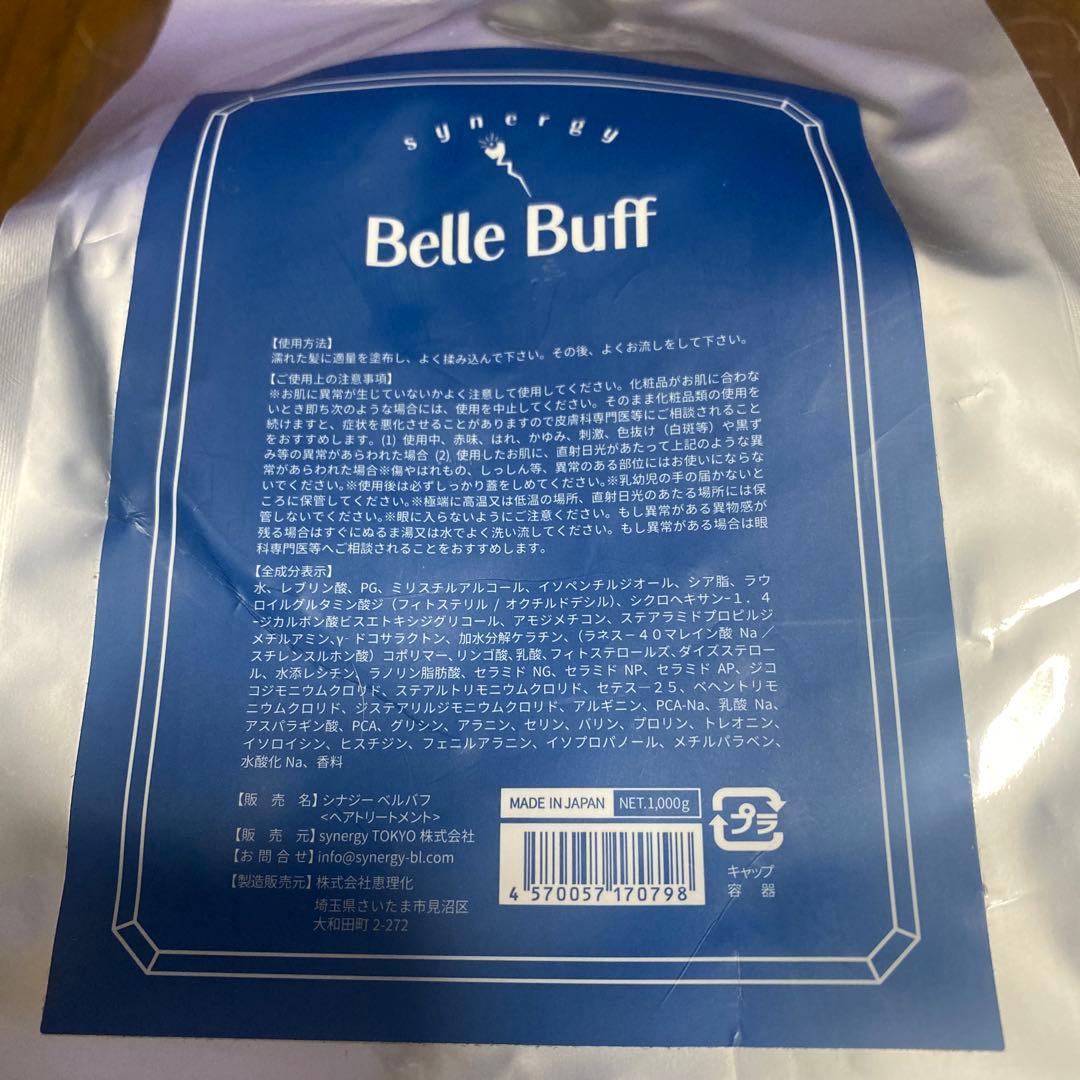 synergy
Belle Buff
【使用方法】
濡れた髪に適量を塗布し、よく揉み込んで下さい。その後、よくお流しをして下さい。
【ご使用上の注意事項】
※お肌に異常が生じていないかよく注意して使用してください。化粧品がお肌に合わな
いとき即ち次のような場合には、使用を中止してください。そのまま化粧品類の使用を
続けますと、症状を悪化させることがありますので皮膚科専門医等にご相談されること
をおすすめします。(1) 使用中、赤味、はれ、かゆみ、刺激、色抜け（白斑等）や黒ず
み等の異常があらわれた場合 (2) 使用したお肌に、直射日光があたって上記のような異
常があらわれた場合※傷やはれもの、しっしん等、異常のある部位にはお使いにならな
いでください。※使用後は必ずしっかり蓋をしめてください。※乳幼児の手の届かないと
ころに保管してください。※極端に高温又は低温の場所、直射日光のあたる場所には保
管しないでください。※眼に入らないようにご注意ください。もし異常がある異物感が
残る場合はすぐにぬるま湯又は水でよく洗い流してください。もし異常がある場合は眼
科専門医等へご相談されることをおすすめします。
【全成分表示】
水、レブリン酸、PG、ミリスチルアルコール、イソペンチルジオール、シア脂、ラウ
ロイルグルタミン酸ジ（フィトステリル / オクチルドデシル）、シクロヘキサン-１．４
-ジカルボン酸ビスエトキシジグリコール、アモジメチコン、ステアラミドプロピルジ
メチルアミン、γ-ドコサラクトン、加水分解ケラチン、（ラネス－４０マレイン酸 Na／
スチレンスルホン酸）コポリマー、リンゴ酸、乳酸、フィトステロールズ、ダイズステロー
ル、水添レシチン、ラノリン脂肪酸、セラミド NG、セラミド NP、セラミド AP、ジコ
コジモニウムクロリド、ステアルトリモニウムクロリド、セテス－２５、ベヘントリモ
ニウムクロリド、ジステアリルジモニウムクロリド、アルギニン、PCA-Na、乳酸 Na、
アスパラギン酸、PCA、グリシン、アラニン、セリン、バリン、プロリン、トレオニン、
イソロイシン、ヒスチジン、フェニルアラニン、イソプロパノール、メチルパラベン、
水酸化 Na、香料
【販 売 名】シナジー ベルバフ
<ヘアトリートメント>
【販 売 元】synergy TOKYO 株式会社
【お 問 合 せ】info@synergy-bl.com
【製造販売元】株式会社恵理化
埼玉県さいたま市見沼区
大和田町 2-272
MADE IN JAPAN NET.1,000g
4 570057 170798
プラ
キャップ
容器